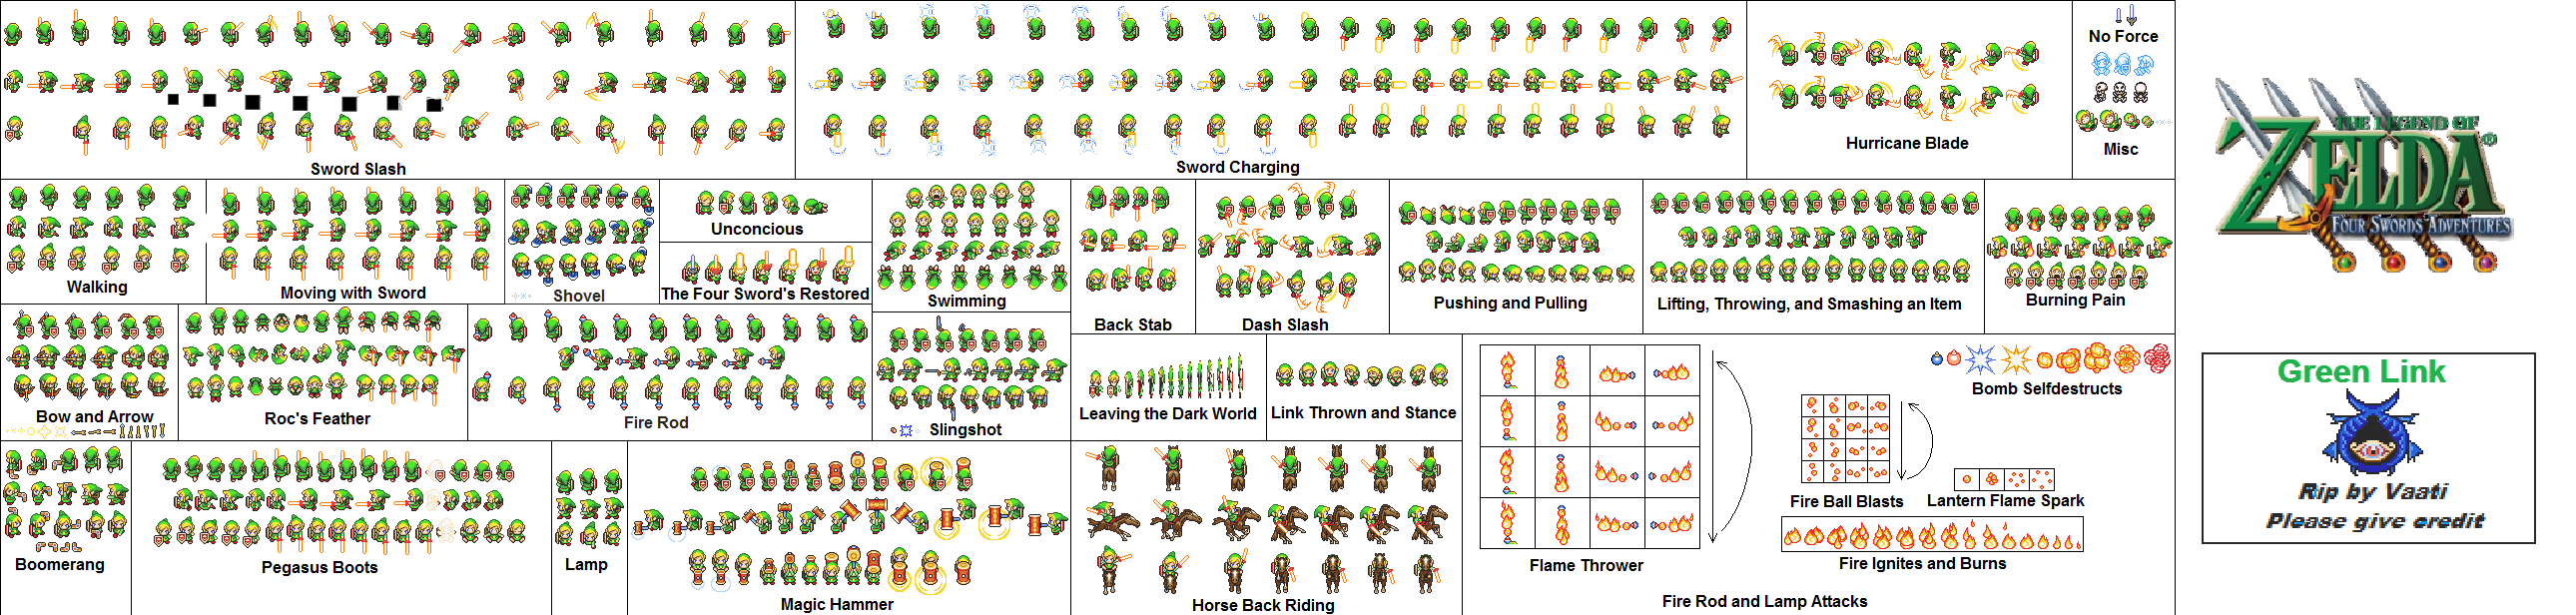 Sword Slash
Sword Charging
Hurricane Blade
No Force
Misc
THE LEGEND OF
ZELDA®
FOUR SWORDS ADVENTURES
Walking
Moving with Sword
Shovel
Unconcious
The Four Sword's Restored
Swimming
Back Stab
Dash Slash
Pushing and Pulling
Lifting, Throwing, and Smashing an Item
Burning Pain
Bow and Arrow
Roc's Feather
Fire Rod
Slingshot
Leaving the Dark World
Link Thrown and Stance
Bomb Selfdestructs
Fire Ball Blasts
Lantern Flame Spark
Flame Thrower
Fire Ignites and Burns
Fire Rod and Lamp Attacks
Boomerang
Pegasus Boots
Lamp
Magic Hammer
Horse Back Riding
Green Link
Rip by Vaati
Please give credit